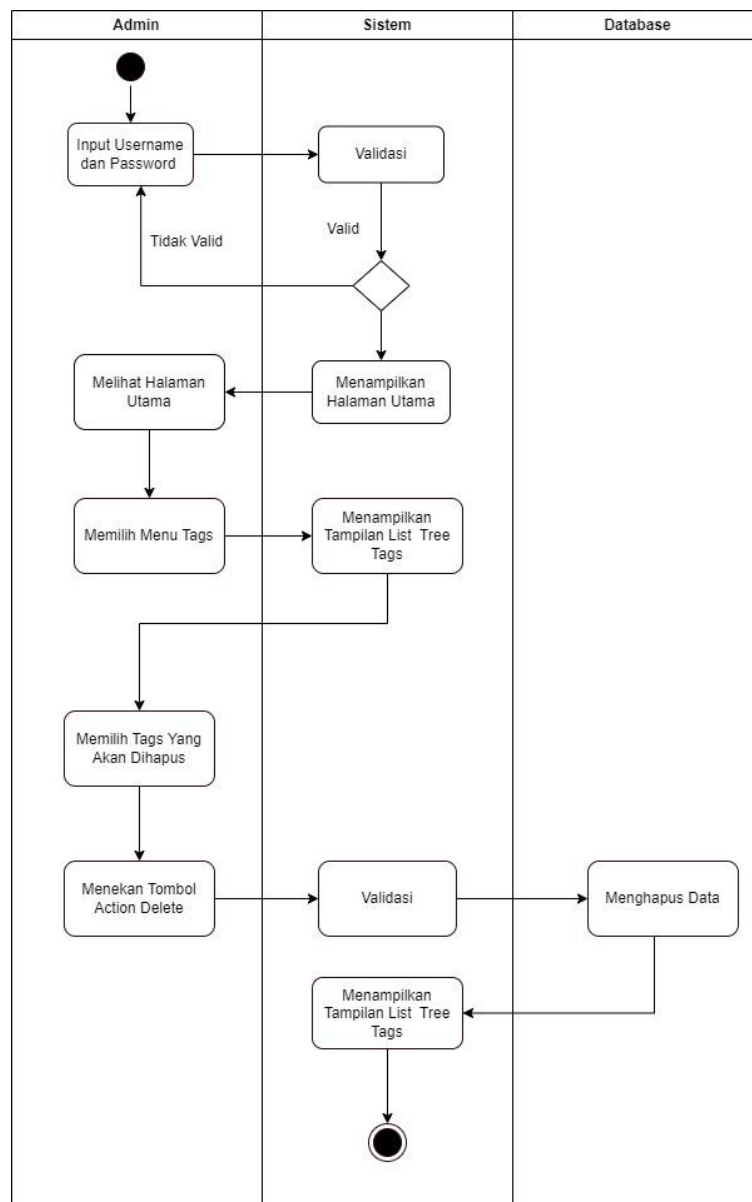 Admin
Sistem
Database
Input Username
dan Password
Validasi
Tidak Valid
Valid
Melihat Halaman
Utama
Menampilkan
Halaman Utama
Memilih Menu Tags
Menampilkan
Tampilan List  Tree
Tags
Memilih Tags Yang
Akan Dihapus
Menekan Tombol
Action Delete
Validasi
Menghapus Data
Menampilkan
Tampilan List  Tree
Tags